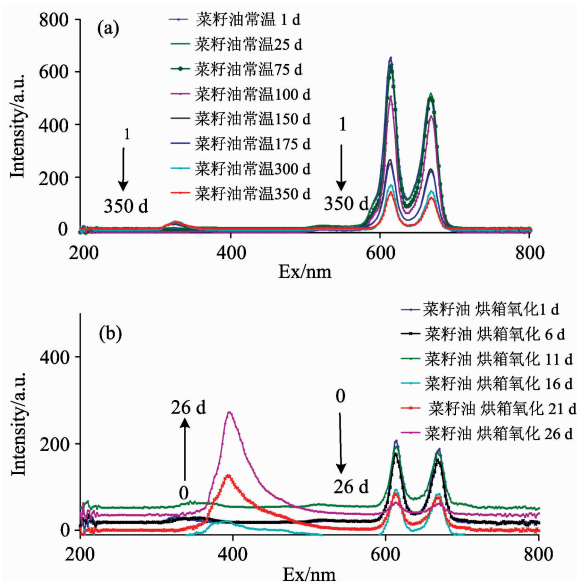 (a)
菜籽油常温 1 d
菜籽油常温25 d
菜籽油常温75 d
菜籽油常温100 d
菜籽油常温150 d
菜籽油常温175 d
菜籽油常温300 d
菜籽油常温350 d
800
600
400
200
0
Intensity/a.u.
1
350 d
1
350 d
200
400
600
800
Ex/nm
(b)
菜籽油 烘箱氧化1 d
菜籽油 烘箱氧化 6 d
菜籽油 烘箱氧化 11 d
菜籽油 烘箱氧化 16 d
菜籽油 烘箱氧化 21 d
菜籽油 烘箱氧化 26 d
400
200
0
Intensity/a.u.
26 d
0
0
26 d
200
400
600
800
Ex/nm